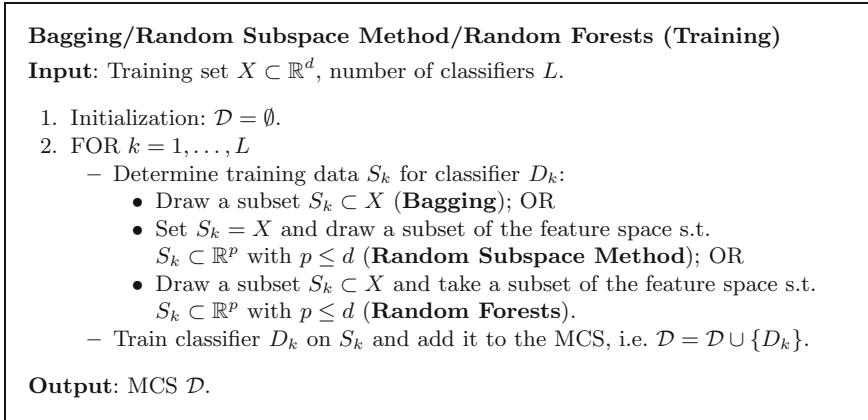 Bagging/Random Subspace Method/Random Forests (Training)
Input: Training set X ⊂ ℝ^d, number of classifiers L.
1. Initialization: 𝒟 = ∅.
2. FOR k = 1, . . . , L
– Determine training data S_k for classifier D_k:
• Draw a subset S_k ⊂ X (Bagging); OR
• Set S_k = X and draw a subset of the feature space s.t.
S_k ⊂ ℝ^p with p ≤ d (Random Subspace Method); OR
• Draw a subset S_k ⊂ X and take a subset of the feature space s.t.
S_k ⊂ ℝ^p with p ≤ d (Random Forests).
– Train classifier D_k on S_k and add it to the MCS, i.e. 𝒟 = 𝒟 ∪ {D_k}.
Output: MCS 𝒟.